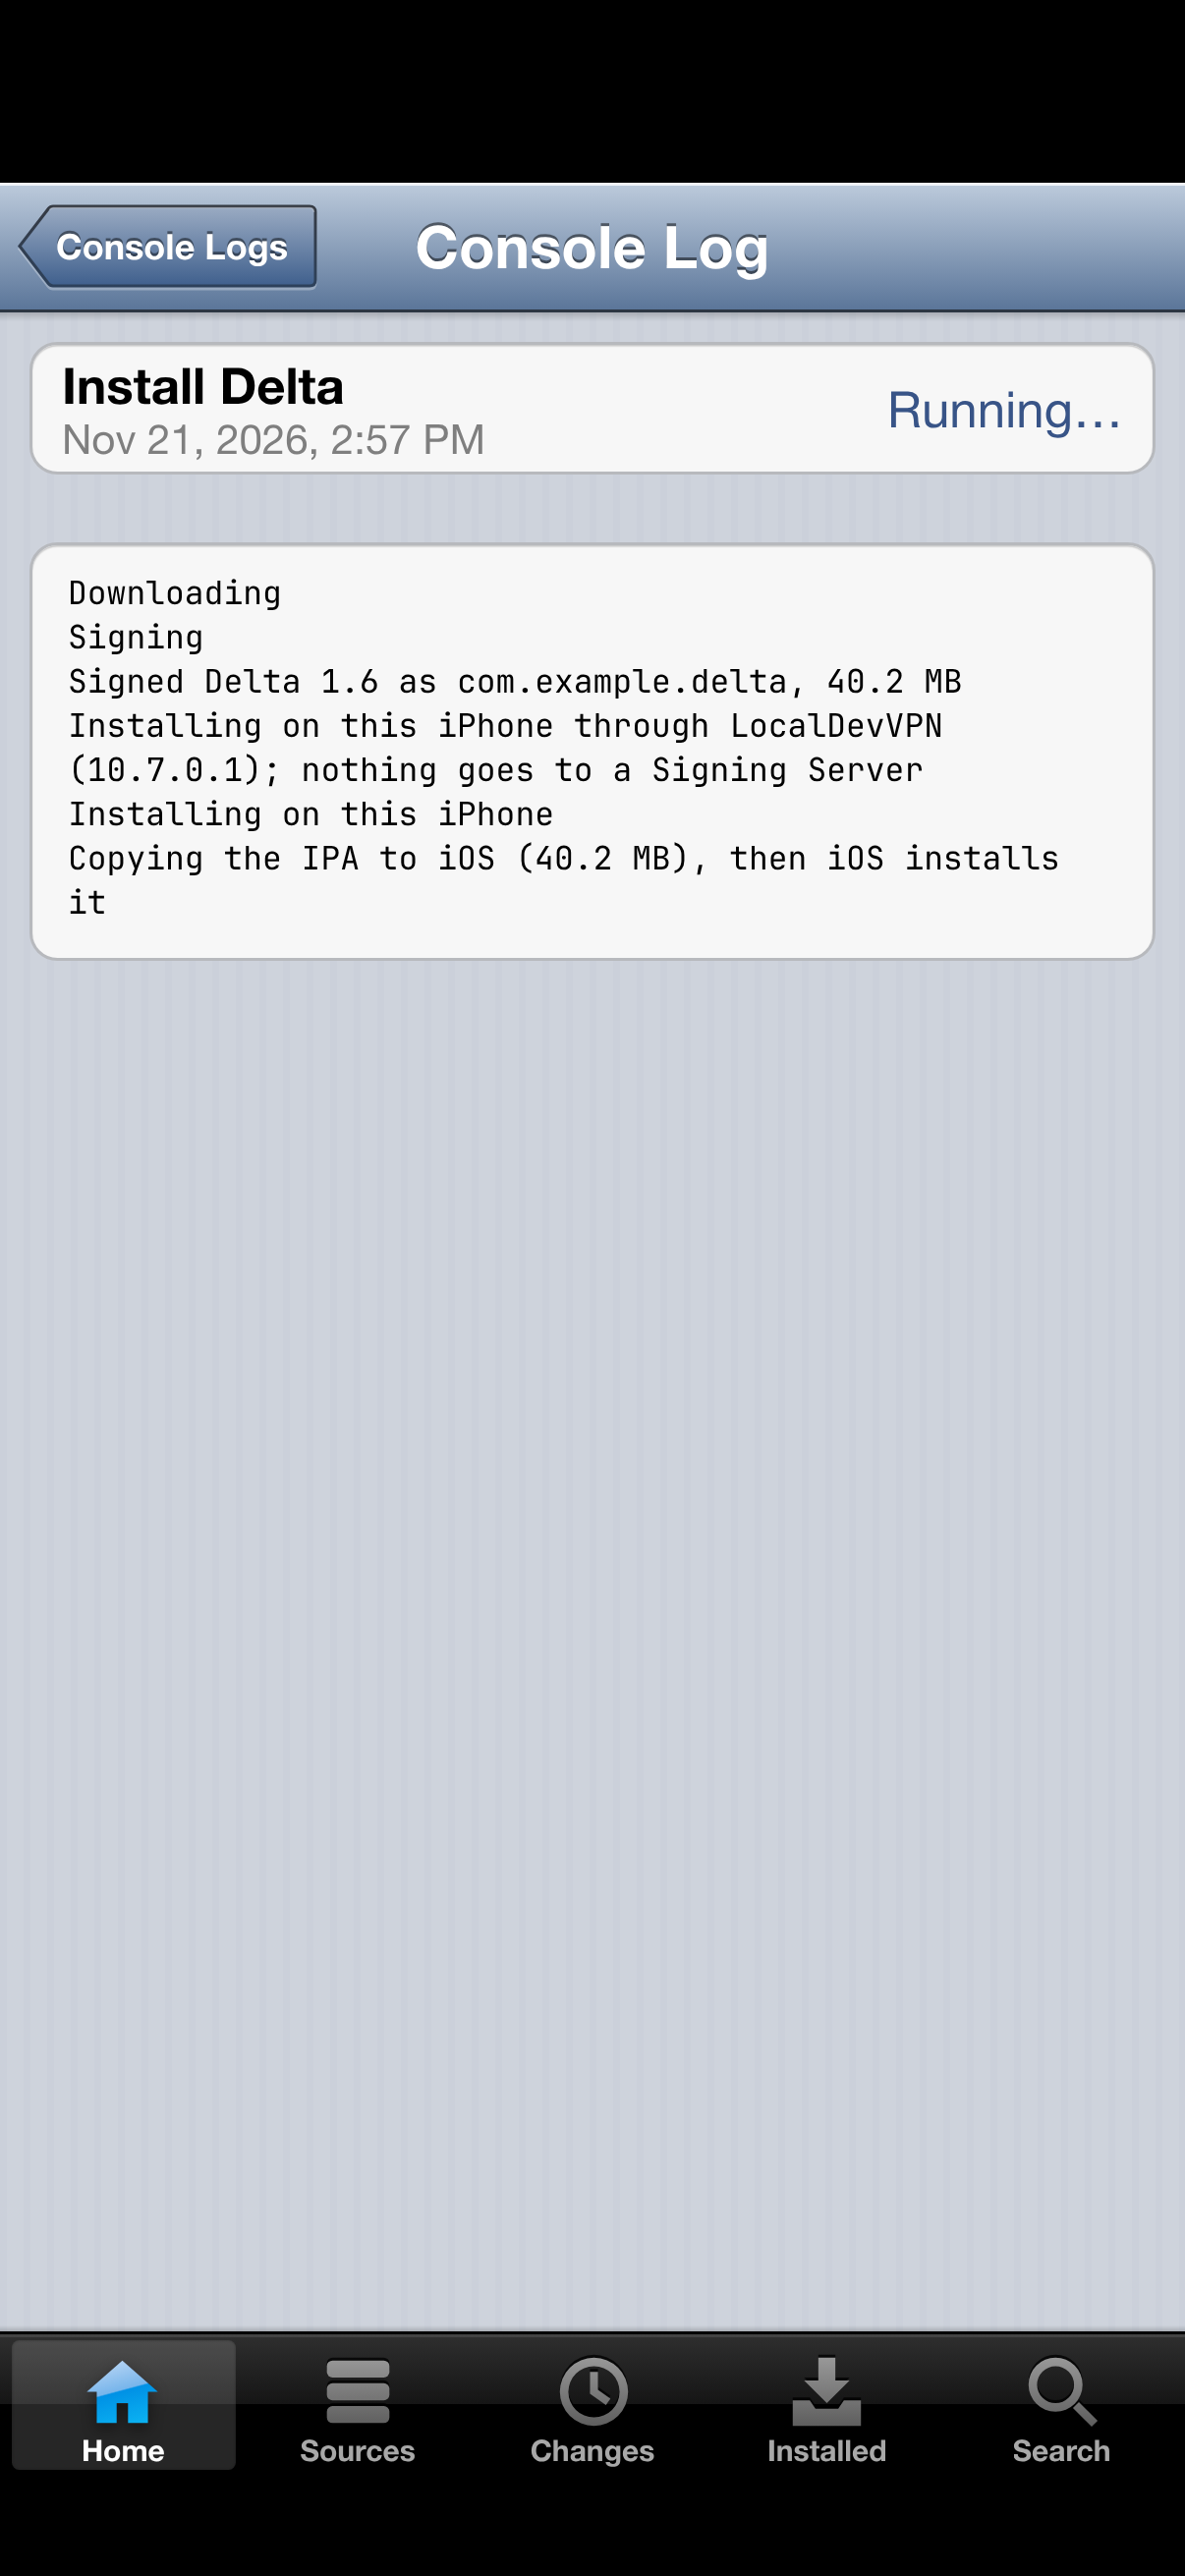 Console Logs
Console Log
Install Delta
Nov 21, 2026, 2:57 PM
Running...
Downloading
Signing
Signed Delta 1.6 as com.example.delta, 40.2 MB
Installing on this iPhone through LocalDevVPN
(10.7.0.1); nothing goes to a Signing Server
Installing on this iPhone
Copying the IPA to iOS (40.2 MB), then iOS installs
it
Home
Sources
Changes
Installed
Search